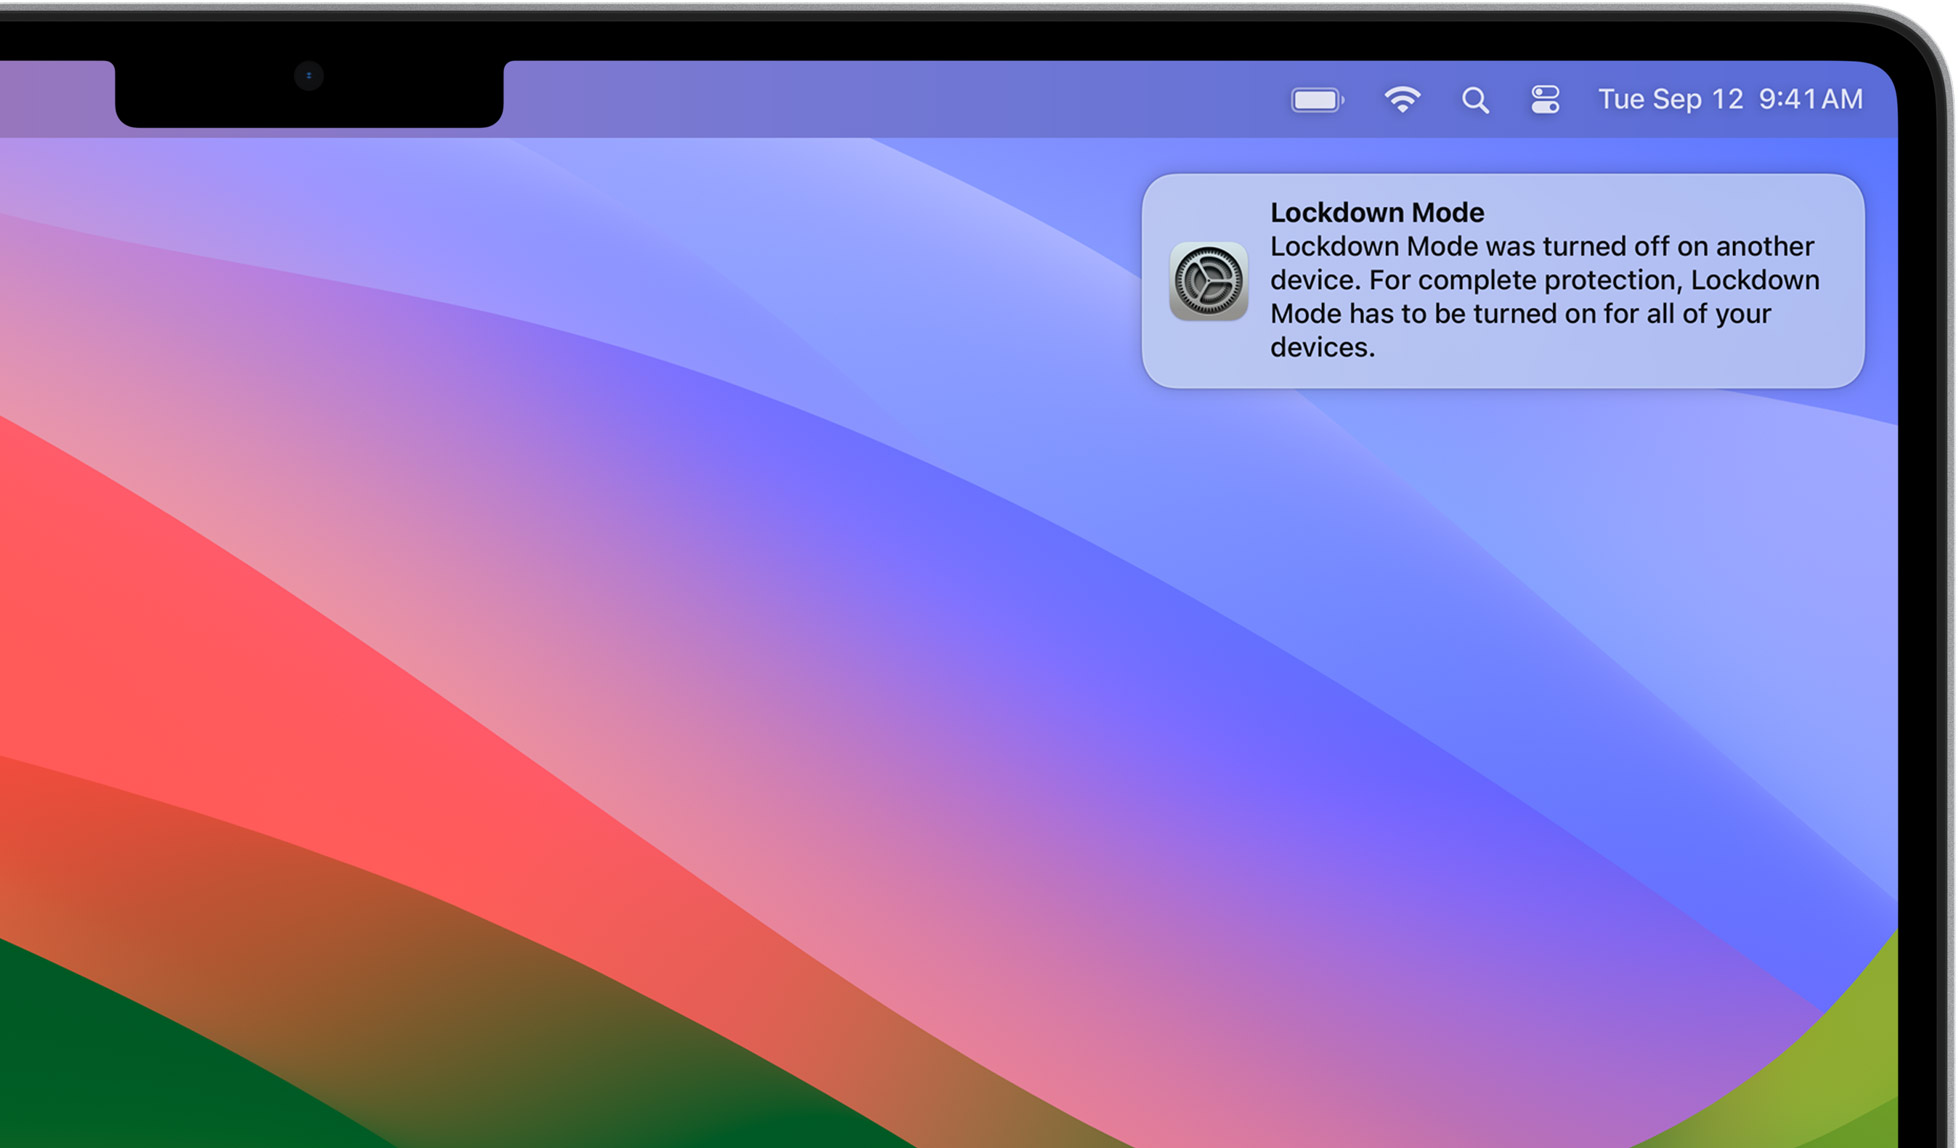 Tue Sep 12 9:41 AM
Lockdown Mode
Lockdown Mode was turned off on another
device. For complete protection, Lockdown
Mode has to be turned on for all of your
devices.